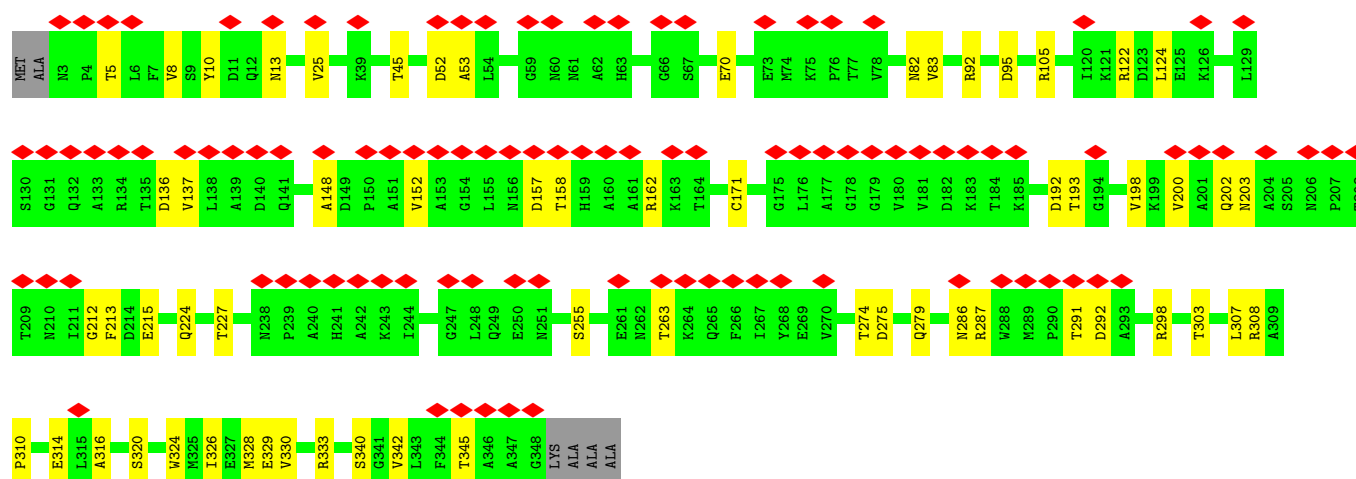 MET ALA N3 P4 T5 L6 F7 V8 S9 Y10 D11 Q12 N13 V25 K39 T45 D52 A53 L54 G59 N60 N61 A62 H63 G66 S67 E70 E73 M74 K75 P76 T77 V78 N82 V83 R92 D95 R105 I120 K121 R122 D123 L124 E125 K126 L129
S130 G131 Q132 A133 R134 T135 D136 V137 L138 A139 D140 Q141 A148 D149 P150 A151 V152 A153 G154 L155 N156 D157 T158 H159 A160 A161 R162 K163 T164 C171 G175 L176 A177 G178 G179 V180 V181 D182 K183 T184 K185 D192 T193 G194 V198 K199 V200 A201 Q202 N203 A204 S205 N206 P207
T209 N210 I211 G212 F213 D214 E215 Q224 T227 N238 P239 A240 H241 A242 K243 I244 G247 L248 Q249 E250 N251 S255 E261 N262 T263 K264 Q265 F266 I267 Y268 E269 V270 T274 D275 Q279 N286 R287 W288 M289 P290 T291 D292 A293 R298 T303 L307 R308 A309
P310 E314 L315 A316 S320 W324 M325 I326 E327 M328 E329 V330 R333 S340 G341 V342 L343 F344 T345 A346 A347 G348 LYS ALA ALA ALA